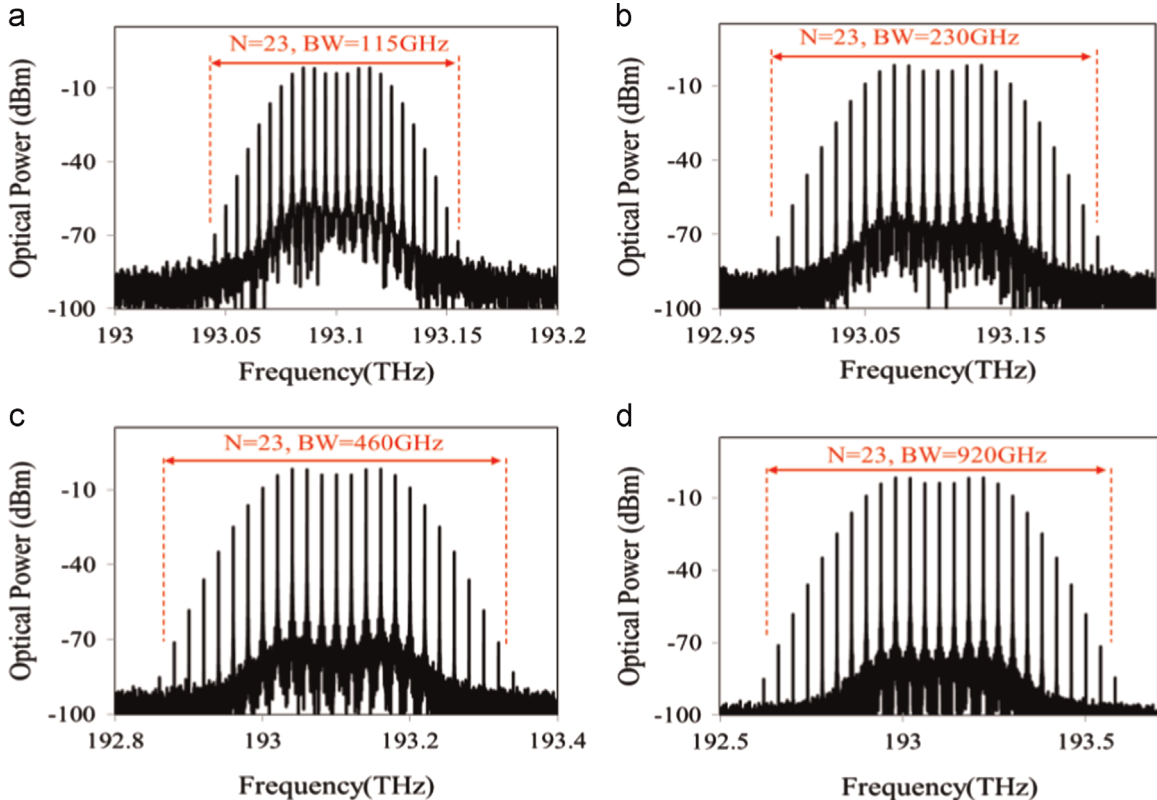 a
N=23, BW=115GHz
Optical Power (dBm)
-10
-40
-70
-100
193
193.05
193.1
193.15
193.2
Frequency(THz)
b
N=23, BW=230GHz
Optical Power (dBm)
-10
-40
-70
-100
192.95
193.05
193.15
Frequency(THz)
c
N=23, BW=460GHz
Optical Power (dBm)
-10
-40
-70
-100
192.8
193
193.2
193.4
Frequency(THz)
d
N=23, BW=920GHz
Optical Power (dBm)
-10
-40
-70
-100
192.5
193
193.5
Frequency(THz)